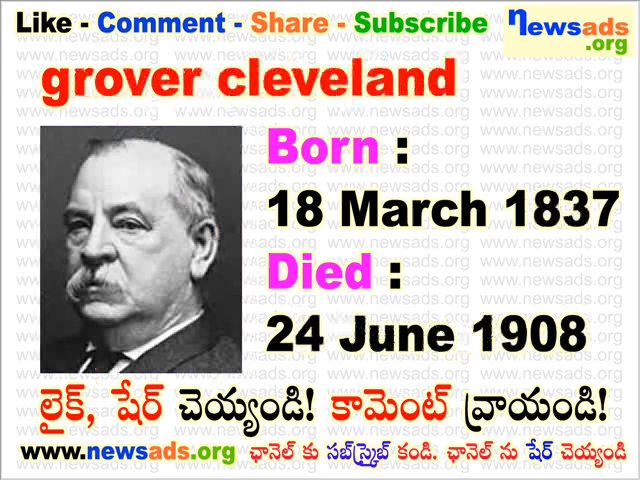 Like - Comment - Share - Subscribe
newsads
.org
grover cleveland
Born :
18 March 1837
Died :
24 June 1908
లైక్, షేర్ చెయ్యండి! కామెంట్ వ్రాయండి!
www.newsads.org ఛానెల్ కు సబ్‌స్క్రైబ్ కండి. ఛానెల్ ను షేర్ చెయ్యండి